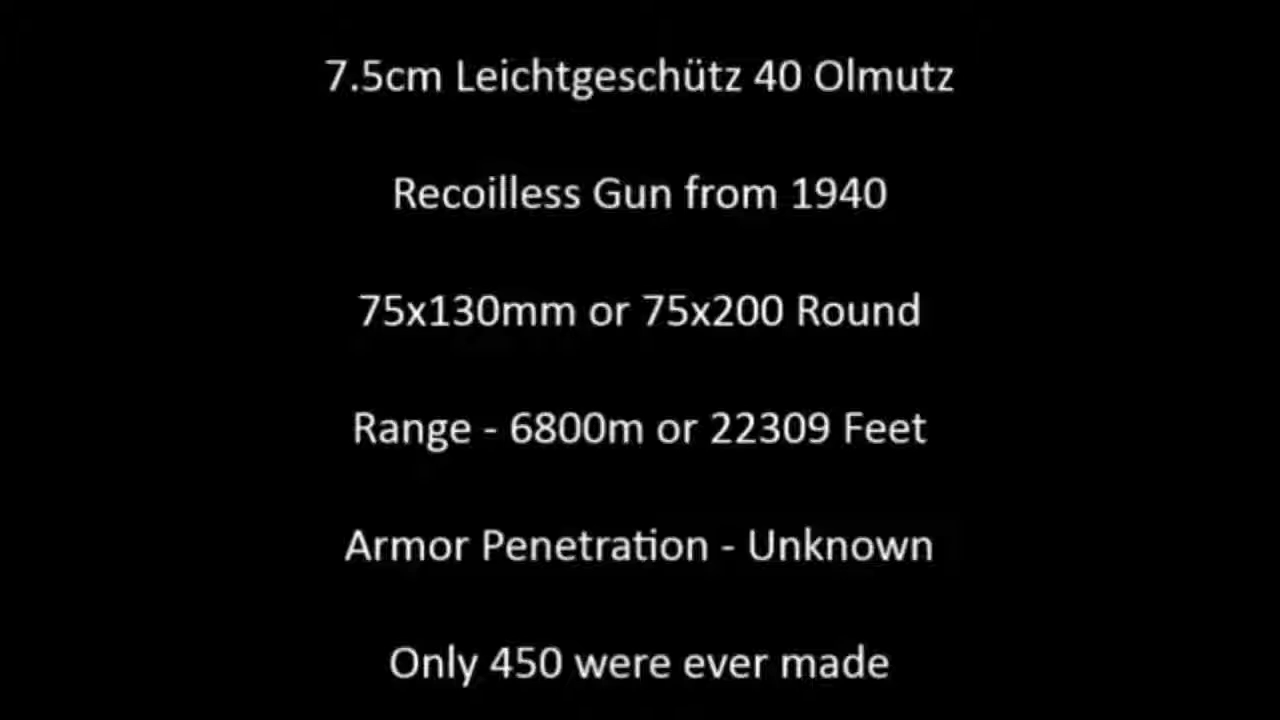 7.5cm Leichtgeschütz 40 Olmutz
Recoilless Gun from 1940
75x130mm or 75x200 Round
Range - 6800m or 22309 Feet
Armor Penetration - Unknown
Only 450 were ever made